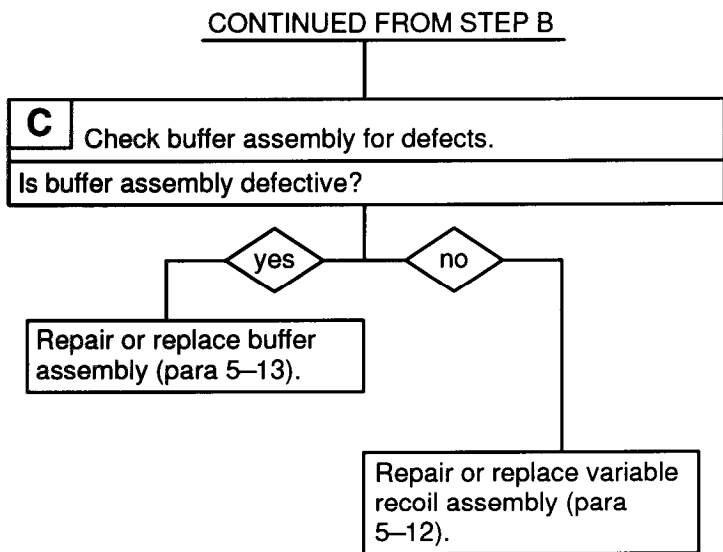 CONTINUED FROM STEP B
C Check buffer assembly for defects.
Is buffer assembly defective?
yes
no
Repair or replace buffer
assembly (para 5–13).
Repair or replace variable
recoil assembly (para
5–12).